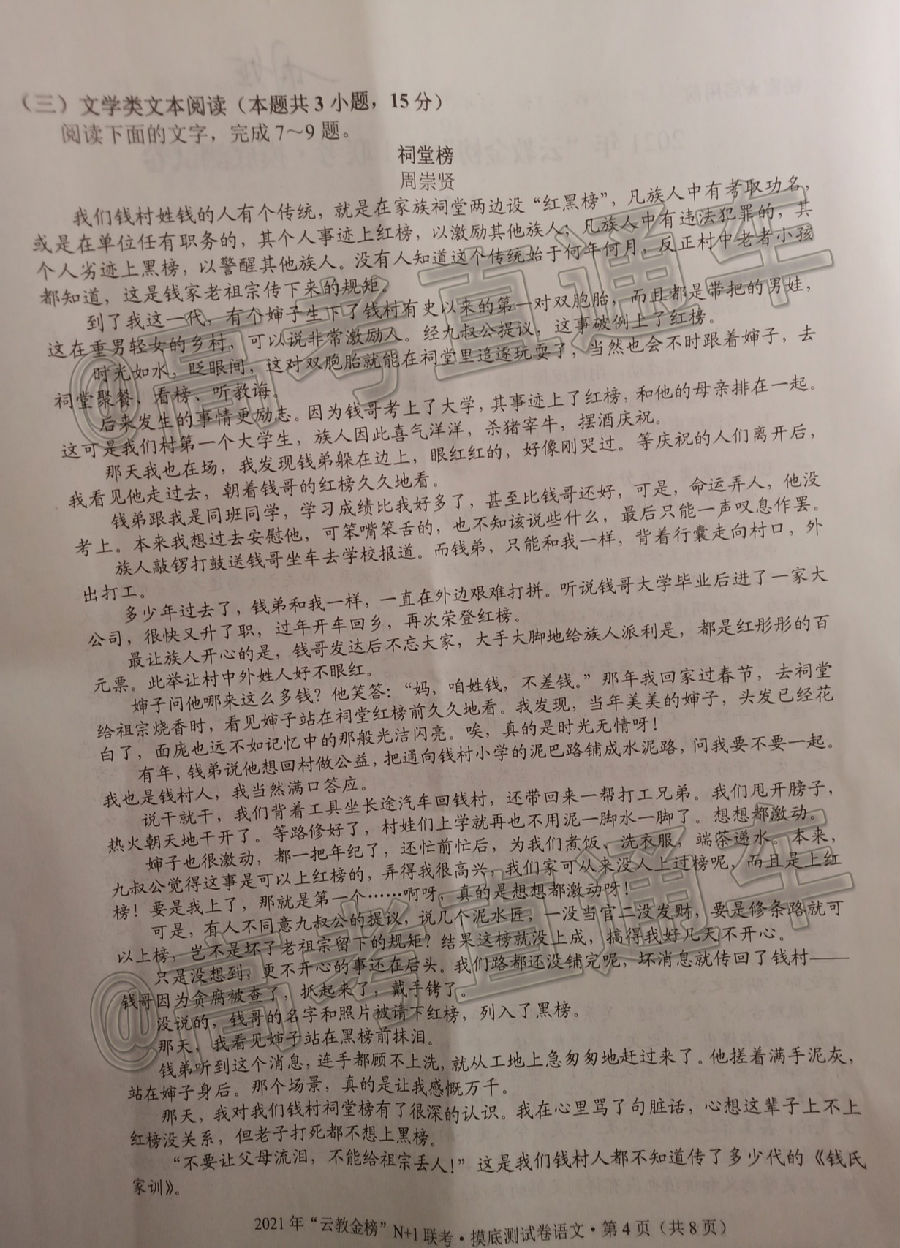 （三）文学类文本阅读（本题共3小题，15分）
阅读下面的文字，完成7～9题。
祠堂榜
周崇贤
我们钱村姓钱的人有个传统，就是在家族祠堂两边设“红黑榜”，凡族人中有考取功名，
或是在单位任有职务的，其个人事迹上红榜，以激励其他族人；凡族人中有违法犯罪的，其
个人劣迹上黑榜，以警醒其他族人。没有人知道这个传统始于何年何月，反正村中老老小孩
都知道，这是钱家老祖宗传下来的规矩。
到了我这一代，有个婶子生下了钱村有史以来的第一对双胞胎，而且都是带把的男娃，
这在重男轻女的乡村，可以说非常激励人。经九叔公提议，这事破例上了红榜。
时光如水，眨眼间，这对双胞胎就能在祠堂里追逐玩耍了，当然也会不时跟着婶子，去
祠堂聚餐，看榜、听教诲。
后来发生的事情更励志。因为钱哥考上了大学，其事迹上了红榜，和他的母亲排在一起。
这可是我们村第一个大学生，族人因此喜气洋洋，杀猪宰牛，摆酒庆祝。
那天我也在场，我发现钱弟躲在边上，眼红红的，好像刚哭过。等庆祝的人们离开后，
我看见他走过去，朝着钱哥的红榜久久地看。
钱弟跟我是同班同学，学习成绩比我好多了，甚至比钱哥还好，可是，命运弄人，他没
考上。本来我想过去安慰他，可笨嘴笨舌的，也不知该说些什么，最后只能一声叹息作罢。
族人敲锣打鼓送钱哥坐车去学校报道。而钱弟，只能和我一样，背着行囊走向村口，外
出打工。
多少年过去了，钱弟和我一样，一直在外边艰难打拼。听说钱哥大学毕业后进了一家大
公司，很快又升了职，过年开车回乡，再次荣登红榜。
最让族人开心的是，钱哥发达后不忘大家，大手大脚地给族人派利是，都是红彤彤的百
元票。此举让村中外姓人好不眼红。
婶子问他哪来这么多钱？他笑答：“妈，咱姓钱，不差钱。”那年我回家过春节，去祠堂
给祖宗烧香时，看见婶子站在祠堂红榜前久久地看。我发现，当年美美的婶子，头发已经花
白了，面庞也远不如记忆中的那般光洁闪亮。唉，真的是时光无情呀！
有年，钱弟说他想回村做公益，把通向钱村小学的泥巴路铺成水泥路，问我要不要一起。
我也是钱村人，我当然满口答应。
说干就干，我们背着工具坐长途汽车回钱村，还带回来一帮打工兄弟。我们甩开膀子，
热火朝天地干开了。等路修好了，村娃们上学就再也不用泥一脚水一脚了。想想都激动。
婶子也很激动，都一把年纪了，还忙前忙后，为我们煮饭、洗衣服，端茶递水。本来，
九叔公觉得这事是可以上红榜的，弄得我很高兴，我们家可从来没人上过榜呢，而且是上红
榜！要是我上了，那就是第一个……啊呀，真的是想想都激动呀！
可是，有人不同意九叔公的提议，说几个泥水匠，一没当官二没发财，要是修条路就可
以上榜，岂不是坏了老祖宗留下的规矩？结果这榜就没上成，搞得我好几天不开心。
只是没想到，更不开心的事还在后头。我们路都还没铺完呢，坏消息就传回了钱村——
钱哥因为贪腐被查了，抓起来了，戴手铐了。
没说的，钱哥的名字和照片被请下红榜，列入了黑榜。
那天，我看见婶子站在黑榜前抹泪。
钱弟听到这个消息，连手都顾不上洗，就从工地上急匆匆地赶过来了。他搓着满手泥灰，
站在婶子身后。那个场景，真的是让我感慨万千。
那天，我对我们钱村祠堂榜有了很深的认识。我在心里骂了句脏话，心想这辈子上不上
红榜没关系，但老子打死都不想上黑榜。
“不要让父母流泪，不能给祖宗丢人！”这是我们钱村人都不知道传了多少代的《钱氏
家训》。
2021年“云教金榜”N+1联考·摸底测试卷语文·第4页（共8页）
@高考直通车
@高考直通车